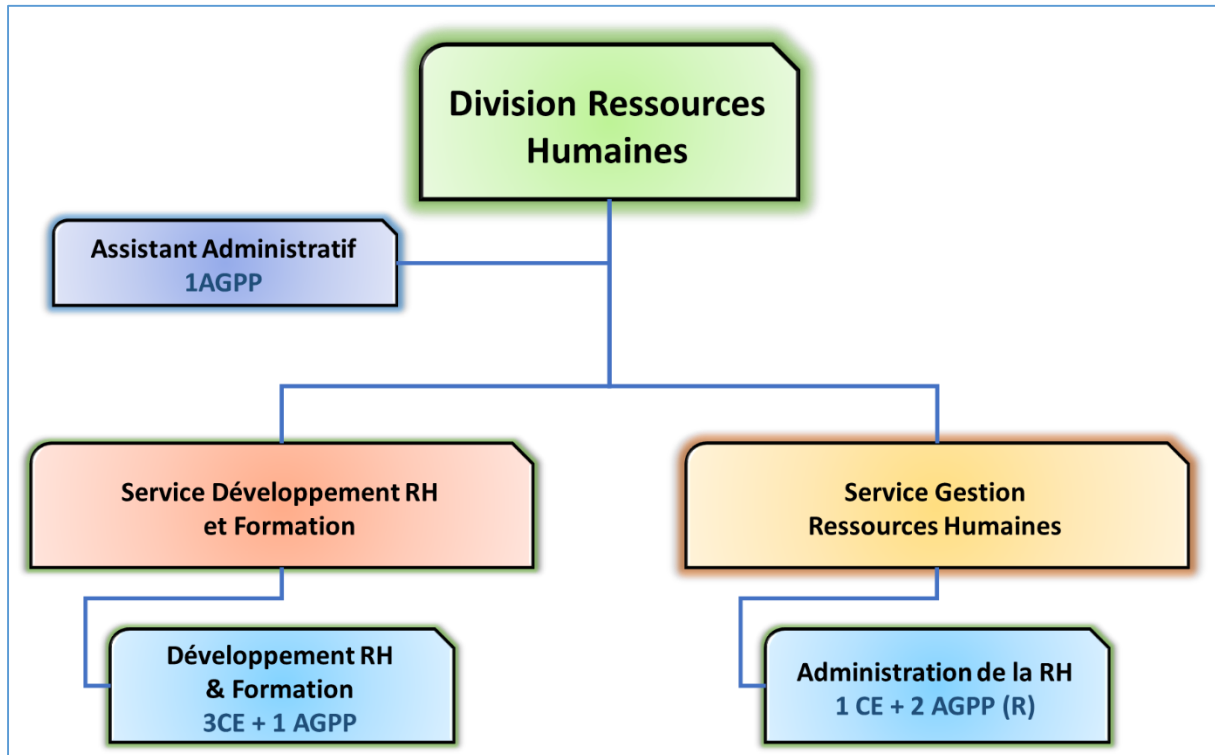 Division Ressources
Humaines
Assistant Administratif
1AGPP
Service Développement RH
et Formation
Service Gestion
Ressources Humaines
Développement RH
& Formation
3CE + 1 AGPP
Administration de la RH
1 CE + 2 AGPP (R)